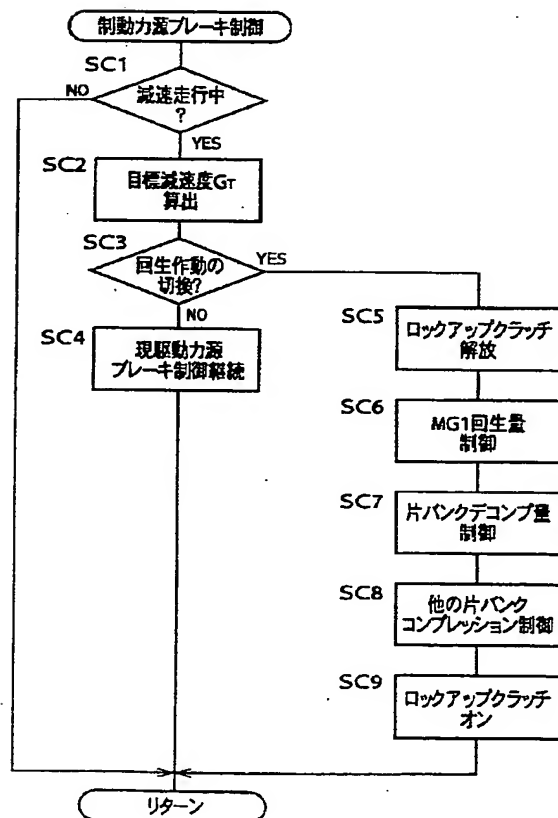 制動力源ブレーキ制御
SC1
減速走行中
?
NO
YES
SC2
目標減速度GT
算出
SC3
回生作動の
切換?
YES
NO
SC4
現駆動力源
ブレーキ制御継続
SC5
ロックアップクラッチ
解放
SC6
MG1回生量
制御
SC7
片バンクデコンプ量
制御
SC8
他の片バンク
コンプレッション制御
SC9
ロックアップクラッチ
オン
リターン